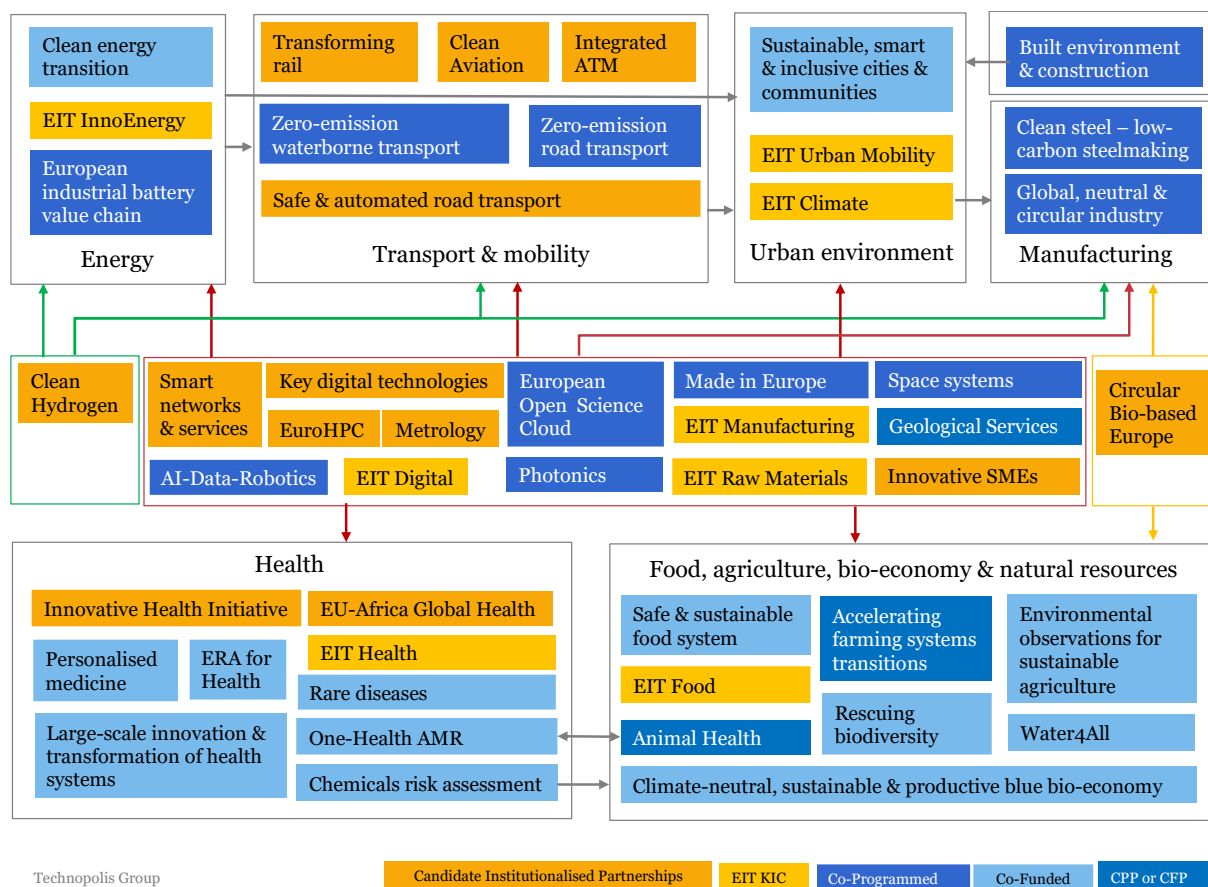 Clean energy
transition
EIT InnoEnergy
European
industrial battery
value chain
Energy
Transforming
rail
Clean
Aviation
Integrated
ATM
Zero-emission
waterborne transport
Zero-emission
road transport
Safe & automated road transport
Transport & mobility
Sustainable, smart
& inclusive cities &
communities
EIT Urban Mobility
EIT Climate
Urban environment
Built environment
& construction
Clean steel – low-
carbon steelmaking
Global, neutral &
circular industry
Manufacturing
Clean
Hydrogen
Smart
networks
& services
Key digital technologies
EuroHPC
Metrology
AI-Data-Robotics
EIT Digital
European
Open Science
Cloud
Photonics
Made in Europe
EIT Manufacturing
EIT Raw Materials
Space systems
Geological Services
Innovative SMEs
Circular
Bio-based
Europe
Health
Innovative Health Initiative
EU-Africa Global Health
EIT Health
Personalised
medicine
ERA for
Health
Rare diseases
Large-scale innovation &
transformation of health
systems
One-Health AMR
Chemicals risk assessment
Food, agriculture, bio-economy & natural resources
Safe & sustainable
food system
EIT Food
Animal Health
Accelerating
farming systems
transitions
Rescuing
biodiversity
Environmental
observations for
sustainable
agriculture
Water4All
Climate-neutral, sustainable & productive blue bio-economy
Technopolis Group
Candidate Institutionalised Partnerships
EIT KIC
Co-Programmed
Co-Funded
CPP or CFP